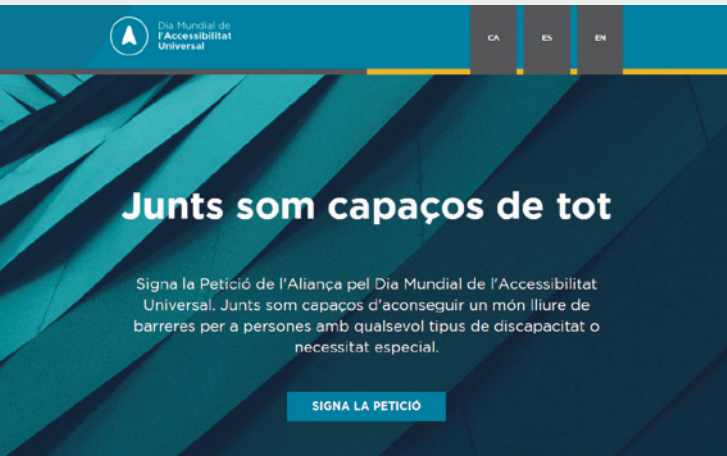 Dia Mundial de
l'Accessibilitat
Universal
CA
ES
EN
Junts som capaços de tot
Signa la Petició de l'Aliança pel Dia Mundial de l'Accessibilitat
Universal. Junts som capaços d'aconseguir un món lliure de
barreres per a persones amb qualsevol tipus de discapacitat o
necessitat especial.
SIGNA LA PETICIÓ